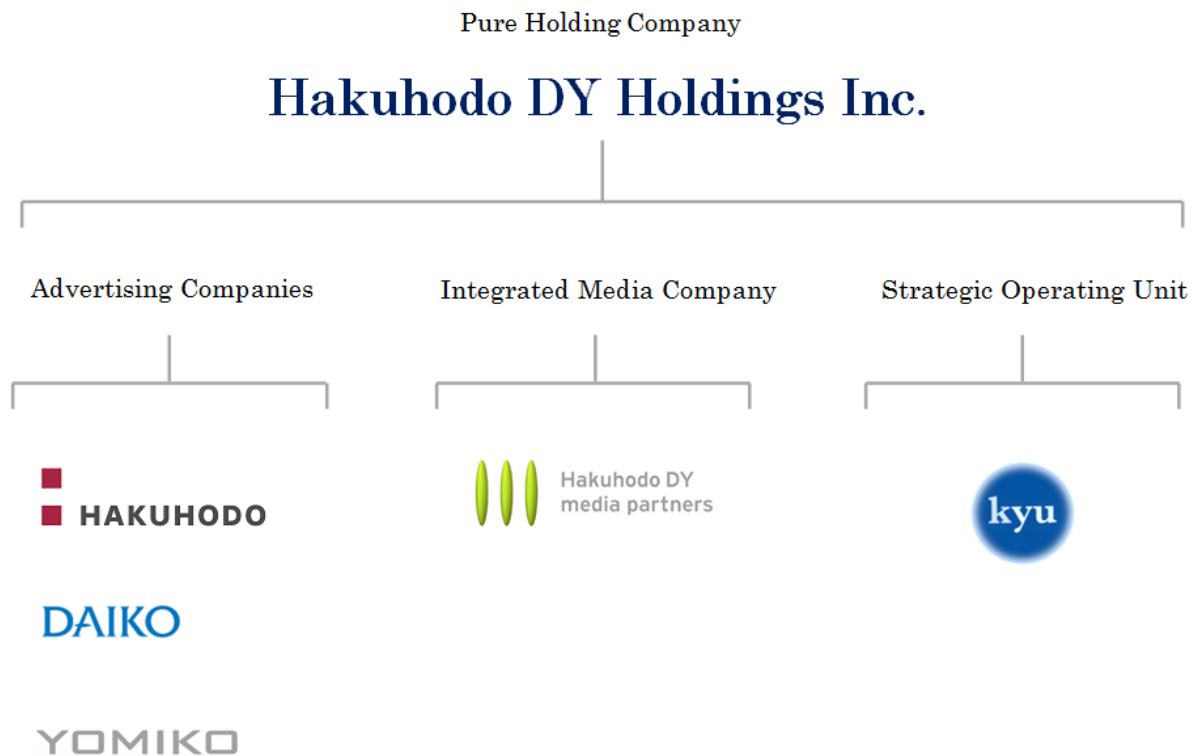 Pure Holding Company
Hakuhodo DY Holdings Inc.
Advertising Companies
Integrated Media Company
Strategic Operating Unit
HAKUHODO
Hakuhodo DY
media partners
kyu
DAIKO
YOMIKO